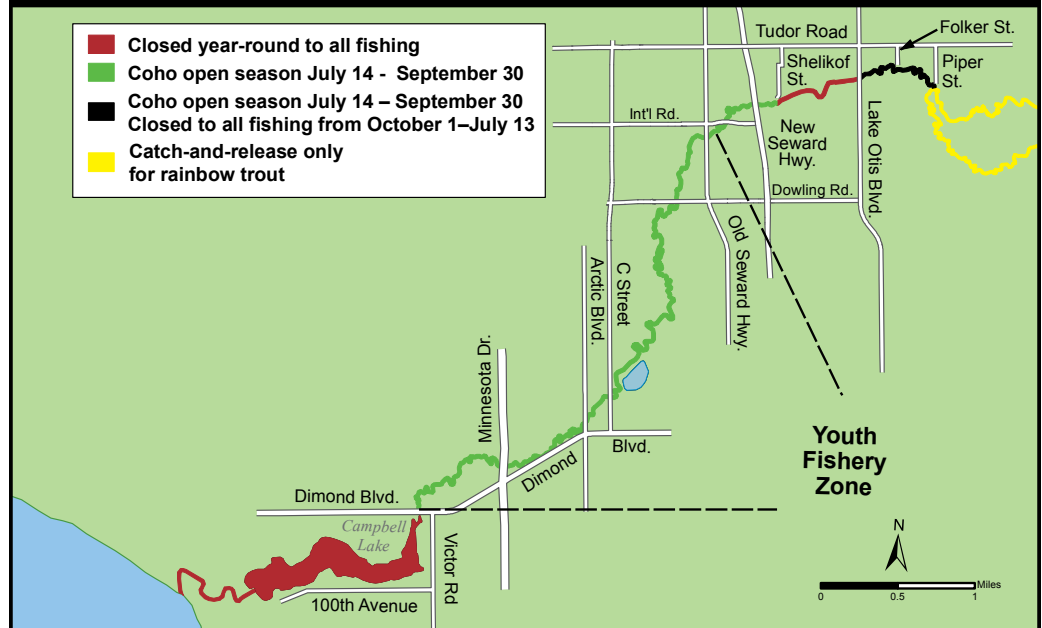 Closed year-round to all fishing
Coho open season July 14 - September 30
Coho open season July 14 – September 30
Closed to all fishing from October 1–July 13
Catch-and-release only
for rainbow trout
Folker St.
Tudor Road
Shelikof
St.
Piper
St.
Int'l Rd.
New
Seward
Hwy.
Lake Otis Blvd.
Dowling Rd.
Old Seward Hwy.
C Street
Arctic Blvd.
Minnesota Dr.
Youth
Fishery
Zone
Blvd.
Dimond
Dimond Blvd.
Campbell
Lake
Victor Rd
100th Avenue
N
Miles
0
0.5
1